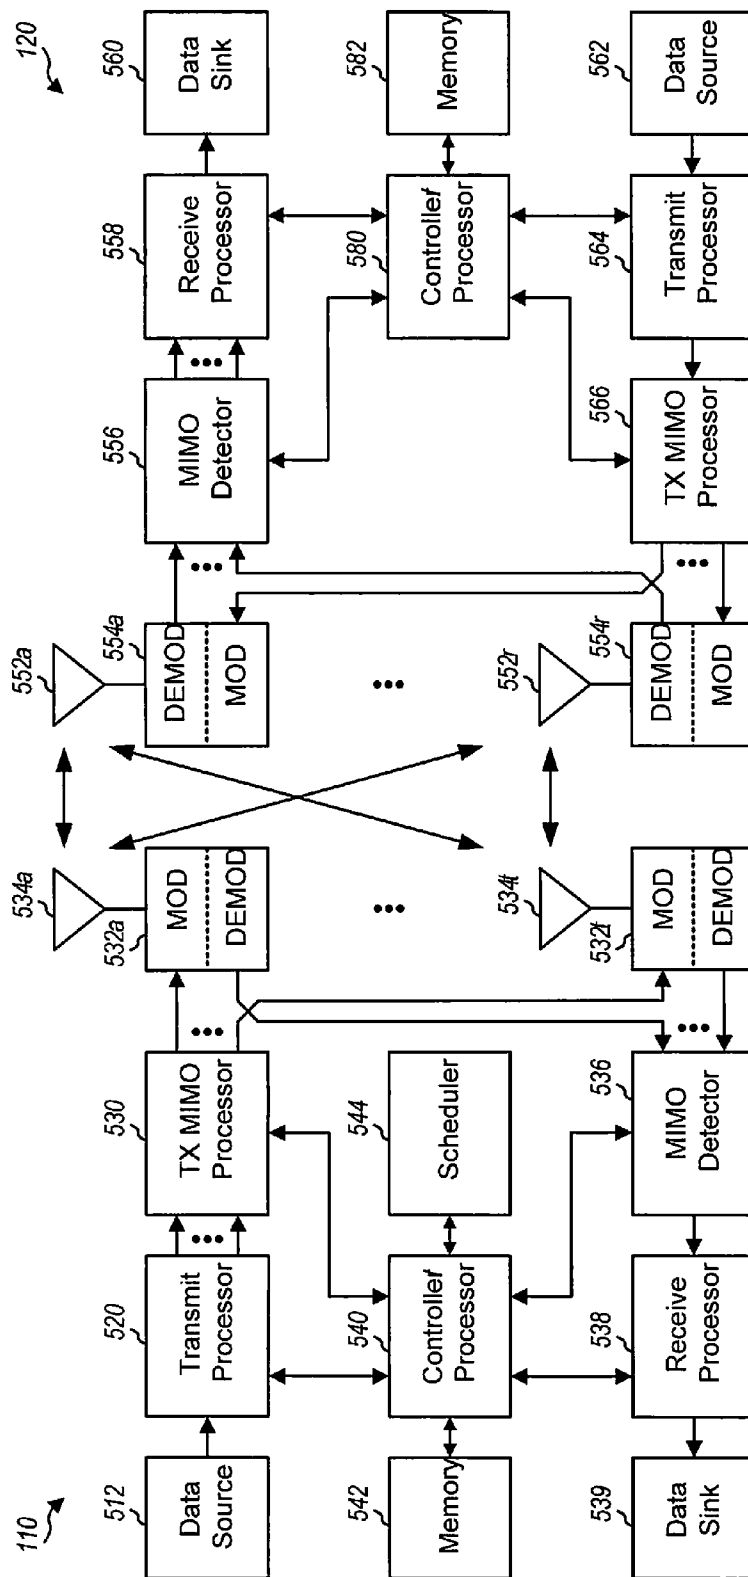 110
120
512
Data
Source
520
Transmit
Processor
530
TX MIMO
Processor
534a
532a
MOD
DEMOD
552a
554a
DEMOD
MOD
556
MIMO
Detector
558
Receive
Processor
560
Data
Sink
542
Memory
540
Controller/
Processor
544
Scheduler
580
Controller/
Processor
582
Memory
539
Data
Sink
538
Receive
Processor
536
MIMO
Detector
534t
532t
MOD
DEMOD
552r
554r
DEMOD
MOD
566
TX MIMO
Processor
564
Transmit
Processor
562
Data
Source